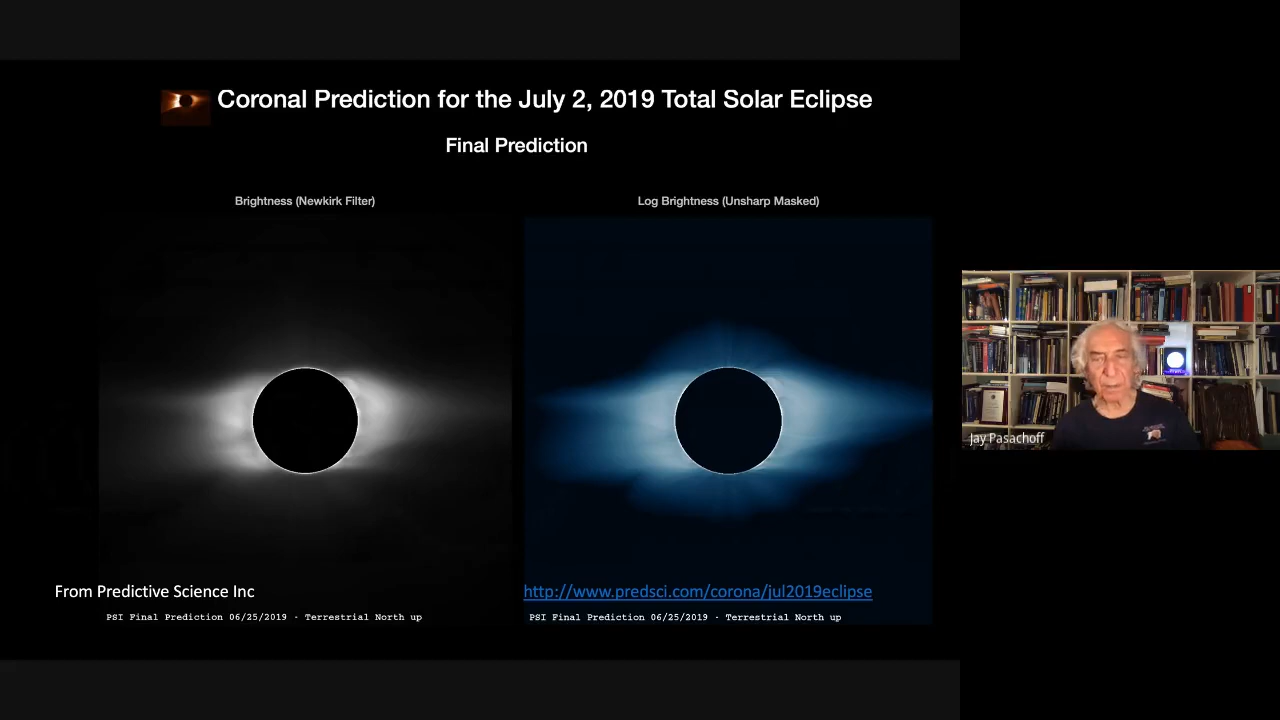 Coronal Prediction for the July 2, 2019 Total Solar Eclipse
Final Prediction
Brightness (Newkirk Filter)
Log Brightness (Unsharp Masked)
From Predictive Science Inc
http://www.predsci.com/corona/jul2019eclipse
PSI Final Prediction 06/25/2019 - Terrestrial North up
PSI Final Prediction 06/25/2019 - Terrestrial North up
Jay Pasachoff